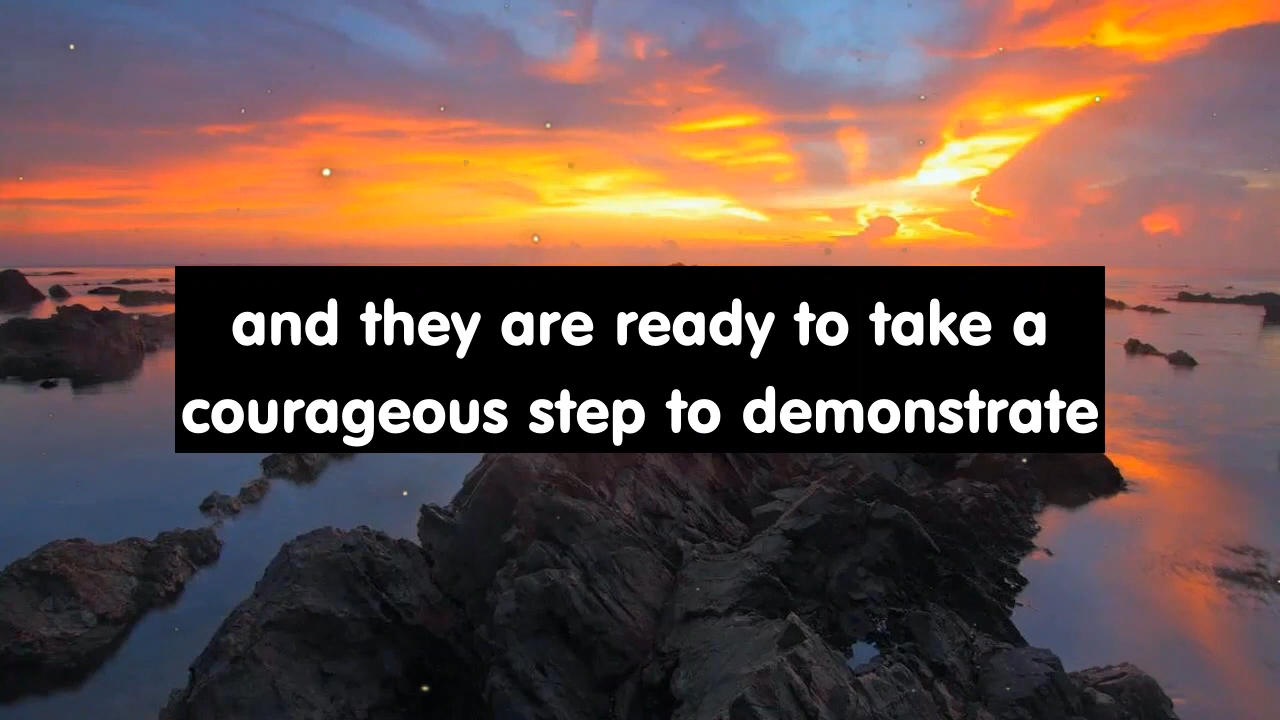 and they are ready to take a
courageous step to demonstrate